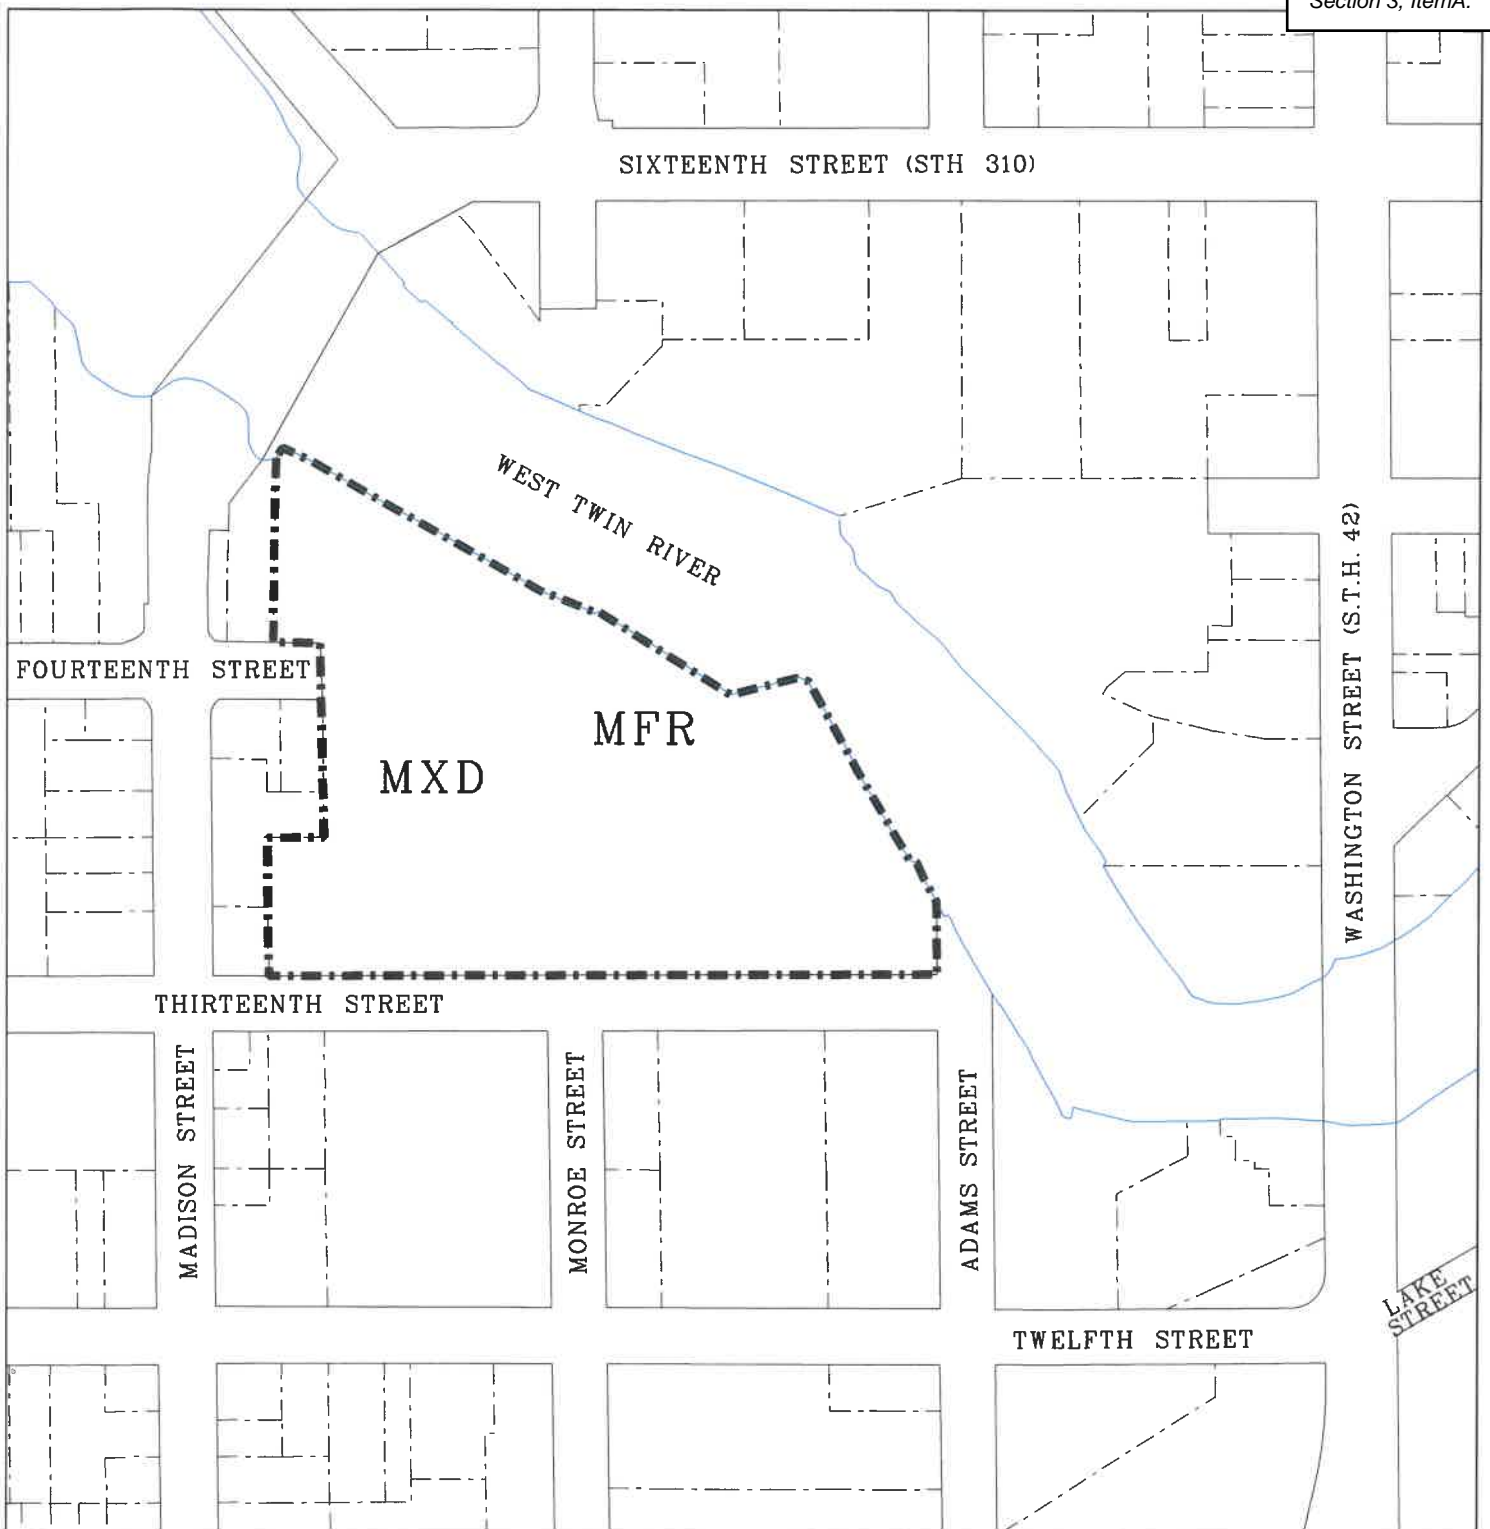 Section 3, ItemA.
SIXTEENTH STREET (STH 310)
WEST TWIN RIVER
WASHINGTON STREET (S.T.H. 42)
FOURTEENTH STREET
MFR
MXD
THIRTEENTH STREET
MADISON STREET
MONROE STREET
ADAMS STREET
LAKE
STREET
TWELFTH STREET